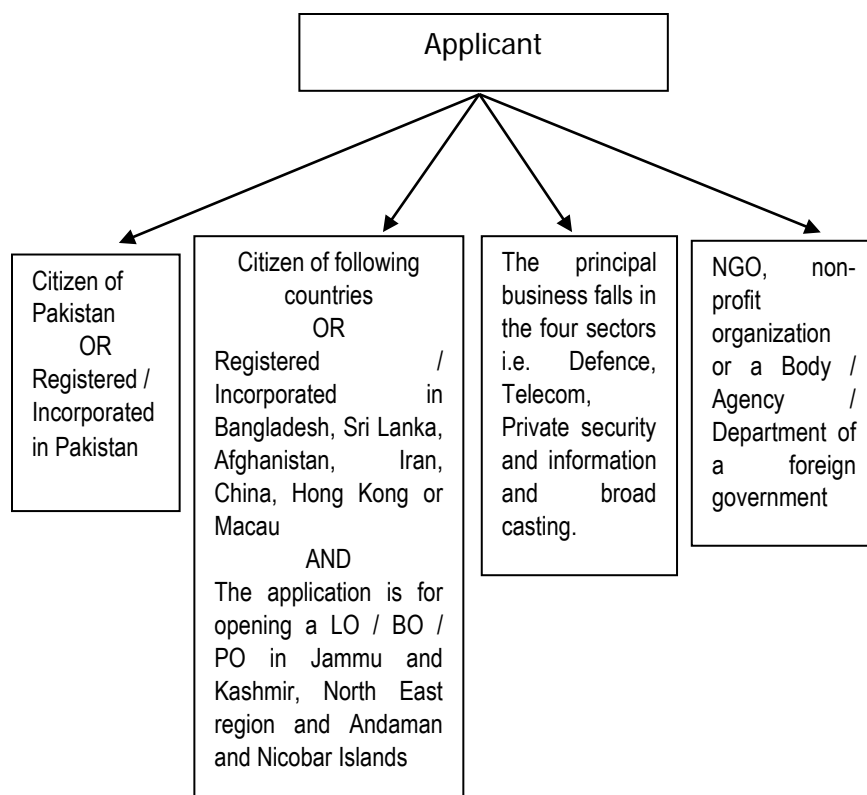 Applicant
Citizen of
Pakistan
OR
Registered /
Incorporated
in Pakistan
Citizen of following
countries
OR
Registered /
Incorporated in
Bangladesh, Sri Lanka,
Afghanistan, Iran,
China, Hong Kong or
Macau
AND
The application is for
opening a LO / BO /
PO in Jammu and
Kashmir, North East
region and Andaman
and Nicobar Islands
The principal
business falls in
the four sectors
i.e. Defence,
Telecom,
Private security
and information
and broad
casting.
NGO, non-
profit
organization
or a Body /
Agency /
Department of
a foreign
government